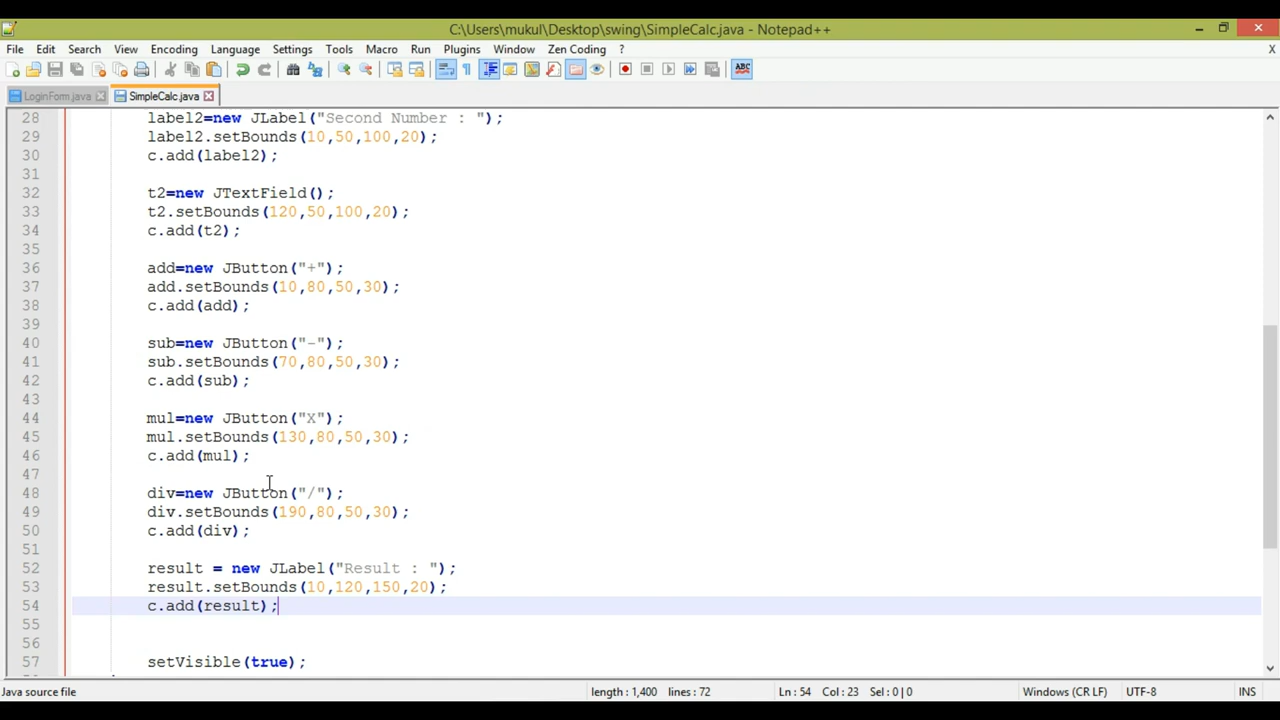 C:\Users\mukul\Desktop\swing\SimpleCalc.java - Notepad++
File Edit Search View Encoding Language Settings Tools Macro Run Plugins Window Zen Coding ? X
ABC
LoginForm.java SimpleCalc.java
28 label2=new JLabel("Second Number : ");
29 label2.setBounds(10,50,100,20);
30 c.add(label2);
31
32 t2=new JTextField();
33 t2.setBounds(120,50,100,20);
34 c.add(t2);
35
36 add=new JButton("+");
37 add.setBounds(10,80,50,30);
38 c.add(add);
39
40 sub=new JButton("-");
41 sub.setBounds(70,80,50,30);
42 c.add(sub);
43
44 mul=new JButton("X");
45 mul.setBounds(130,80,50,30);
46 c.add(mul);
47
48 div=new JButton("/");
49 div.setBounds(190,80,50,30);
50 c.add(div);
51
52 result = new JLabel("Result : ");
53 result.setBounds(10,120,150,20);
54 c.add(result);
55
56
57 setVisible(true);
Java source file length : 1,400 lines : 72 Ln : 54 Col : 23 Sel : 0 | 0 Windows (CR LF) UTF-8 INS